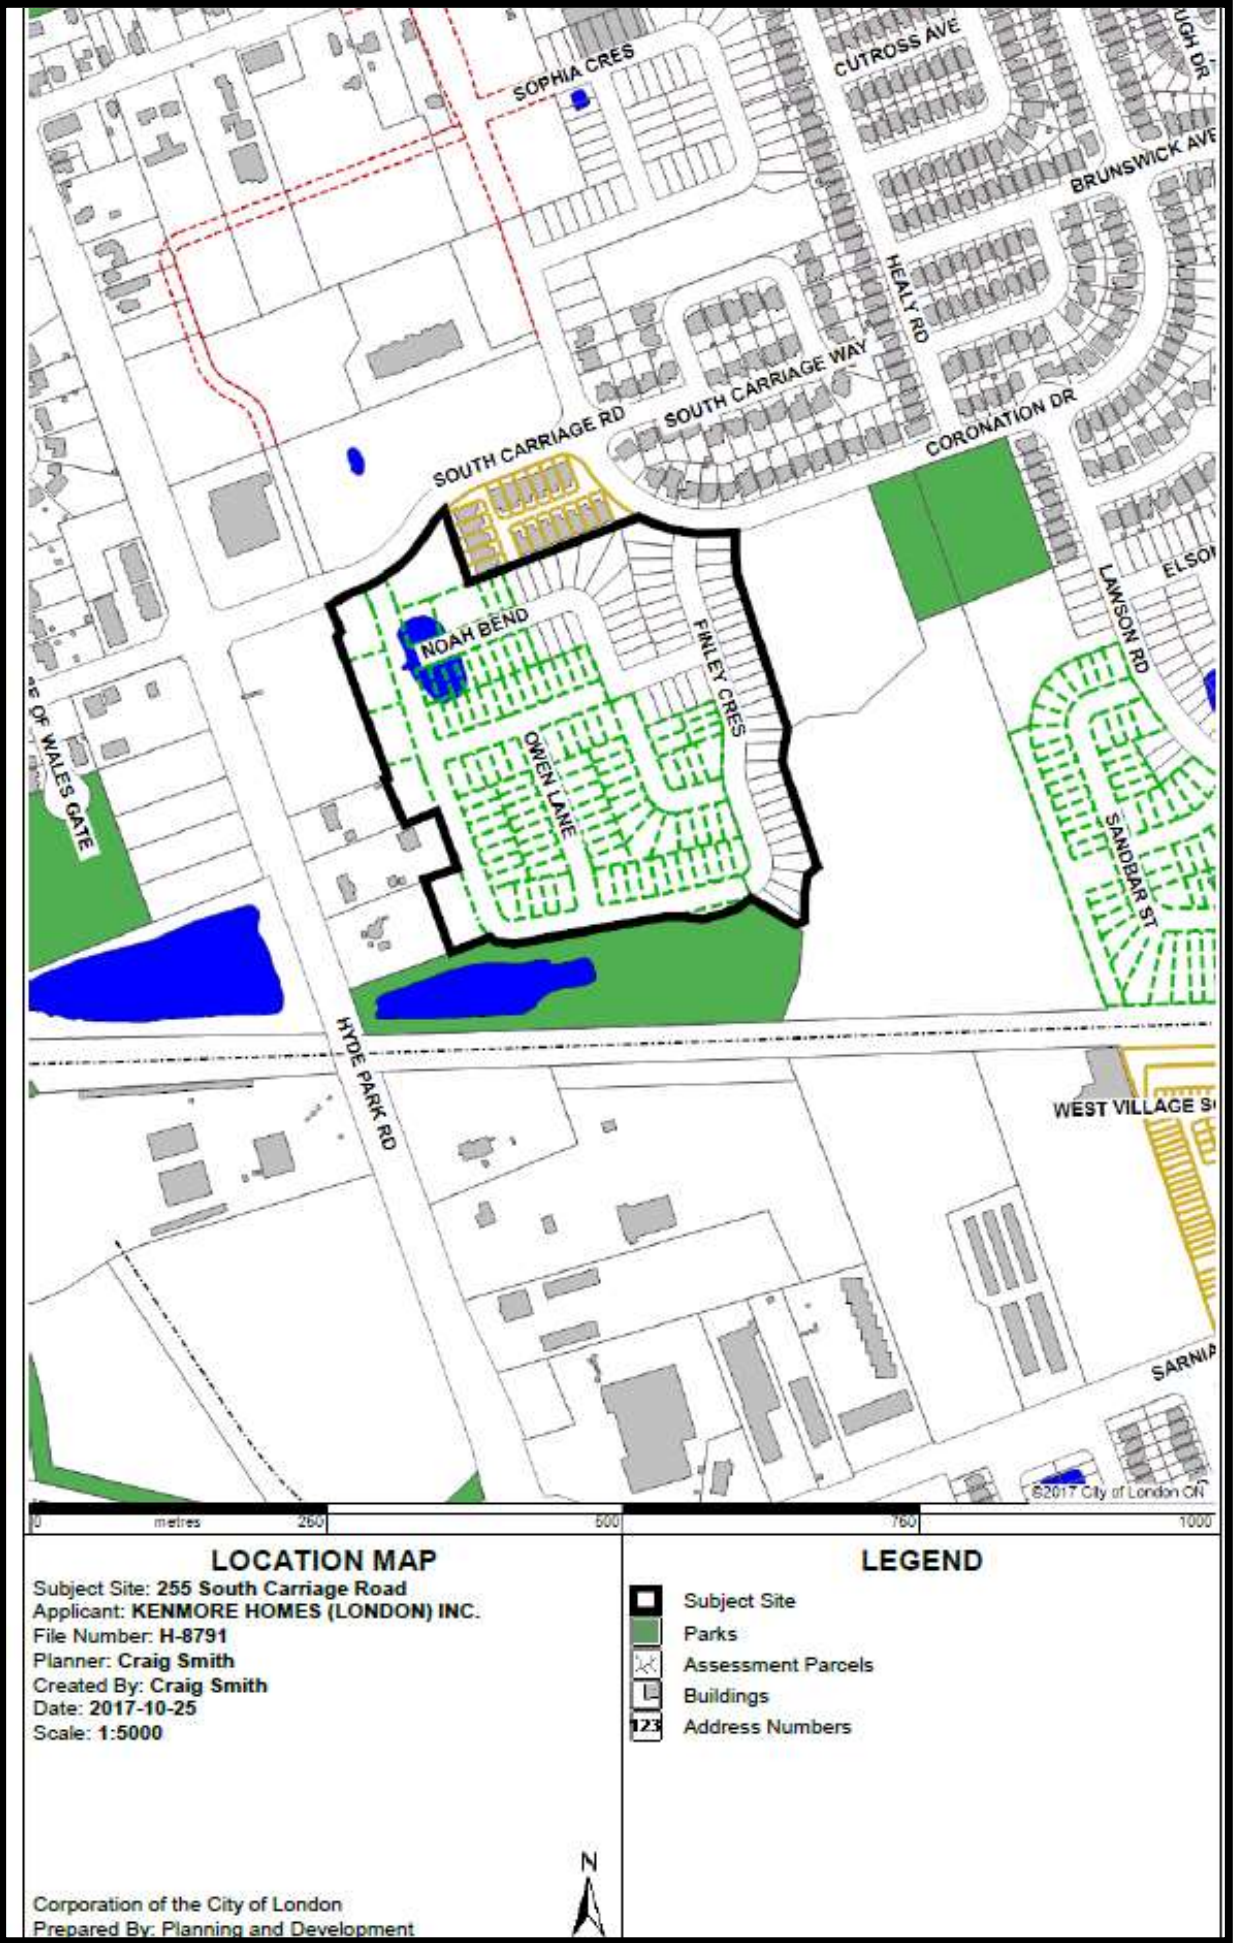 SOPHIA CRES
CUTROSS AVE
UGH DR
BRUNSWICK AVE
HEALY RD
SOUTH CARRIAGE WAY
SOUTH CARRIAGE RD
CORONATION DR
ELSO
LAWSON RD
NOAH BEND
FINLEY CRES
OWEN LANE
OF WALES GATE
SANDBAR ST
HYDE PARK RD
WEST VILLAGE S
SARNIA
©2017 City of London ON
0 metres 250 500 750 1000
LOCATION MAP
Subject Site: 255 South Carriage Road
Applicant: KENMORE HOMES (LONDON) INC.
File Number: H-8791
Planner: Craig Smith
Created By: Craig Smith
Date: 2017-10-25
Scale: 1:5000
Corporation of the City of London
Prepared By: Planning and Development
N
LEGEND
Subject Site
Parks
Assessment Parcels
Buildings
123 Address Numbers